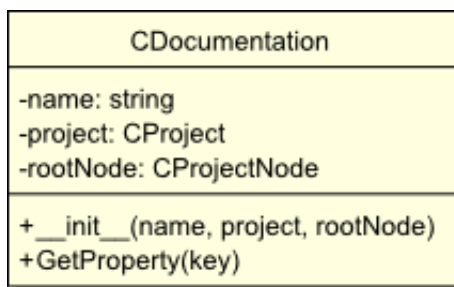 CDocumentation
-name: string
-project: CProject
-rootNode: CProjectNode
+__init__(name, project, rootNode)
+GetProperty(key)